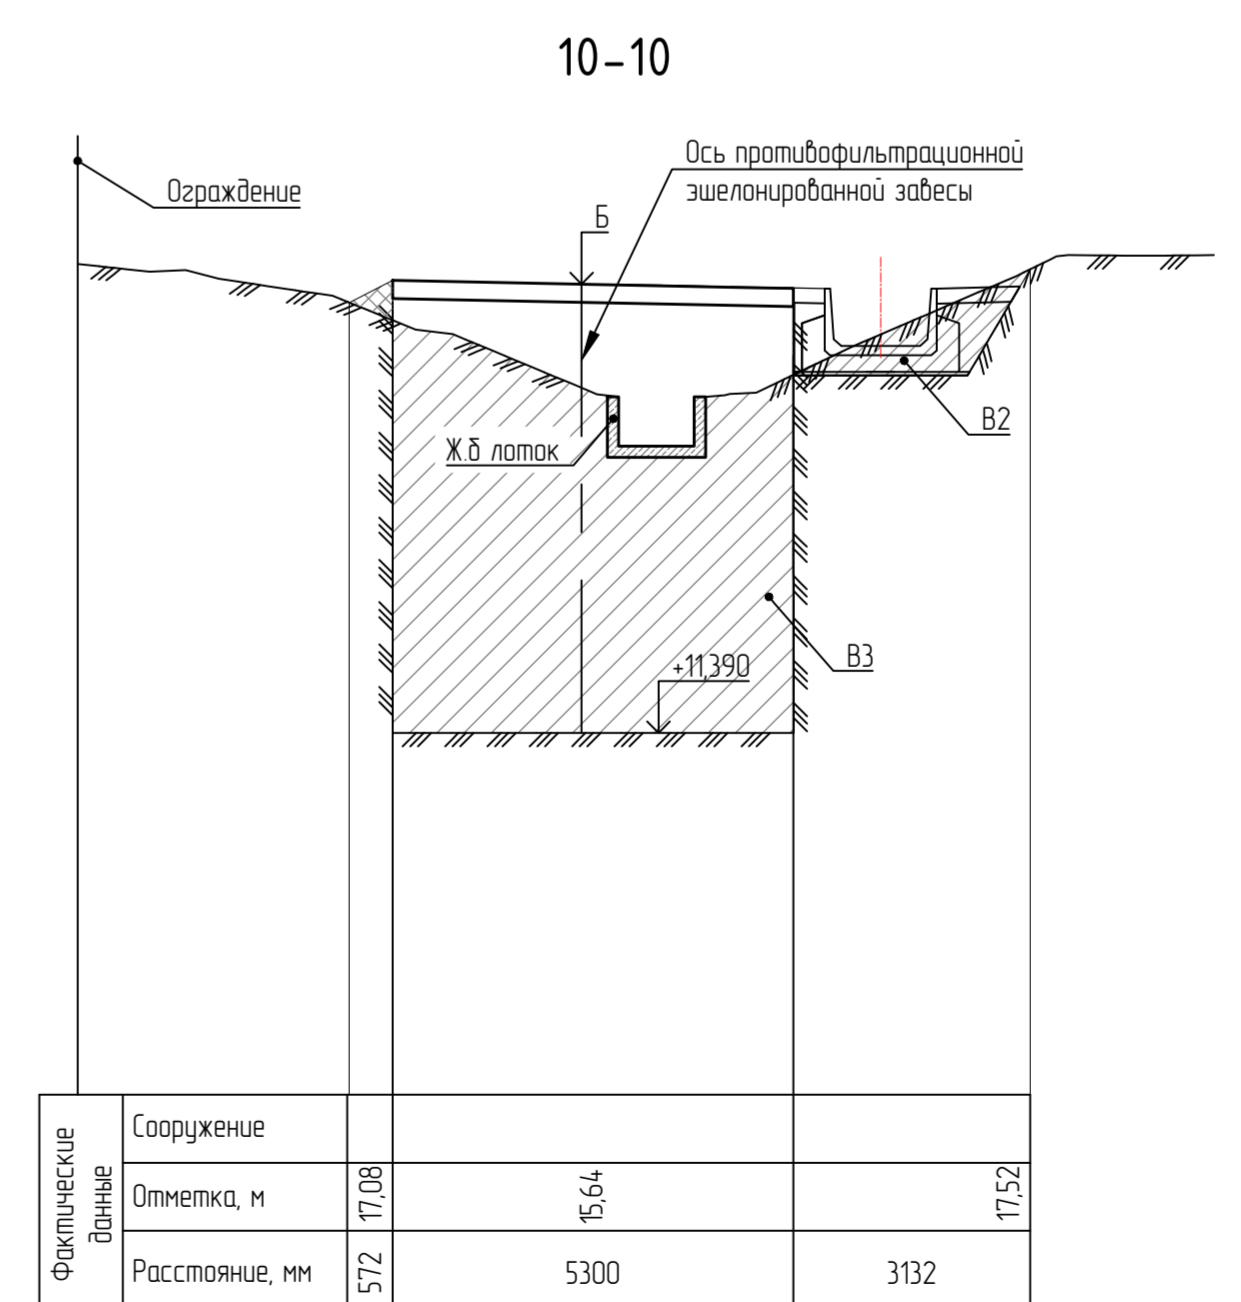 10-10
Ось противофильтрационной
эшелонированной завесы
Ограждение
Б
В2
Ж.б лоток
В3
+11,390
Фактические
данные
Сооружение
Отметка, м
17,08
15,64
17,52
Расстояние, мм
572
5300
3132